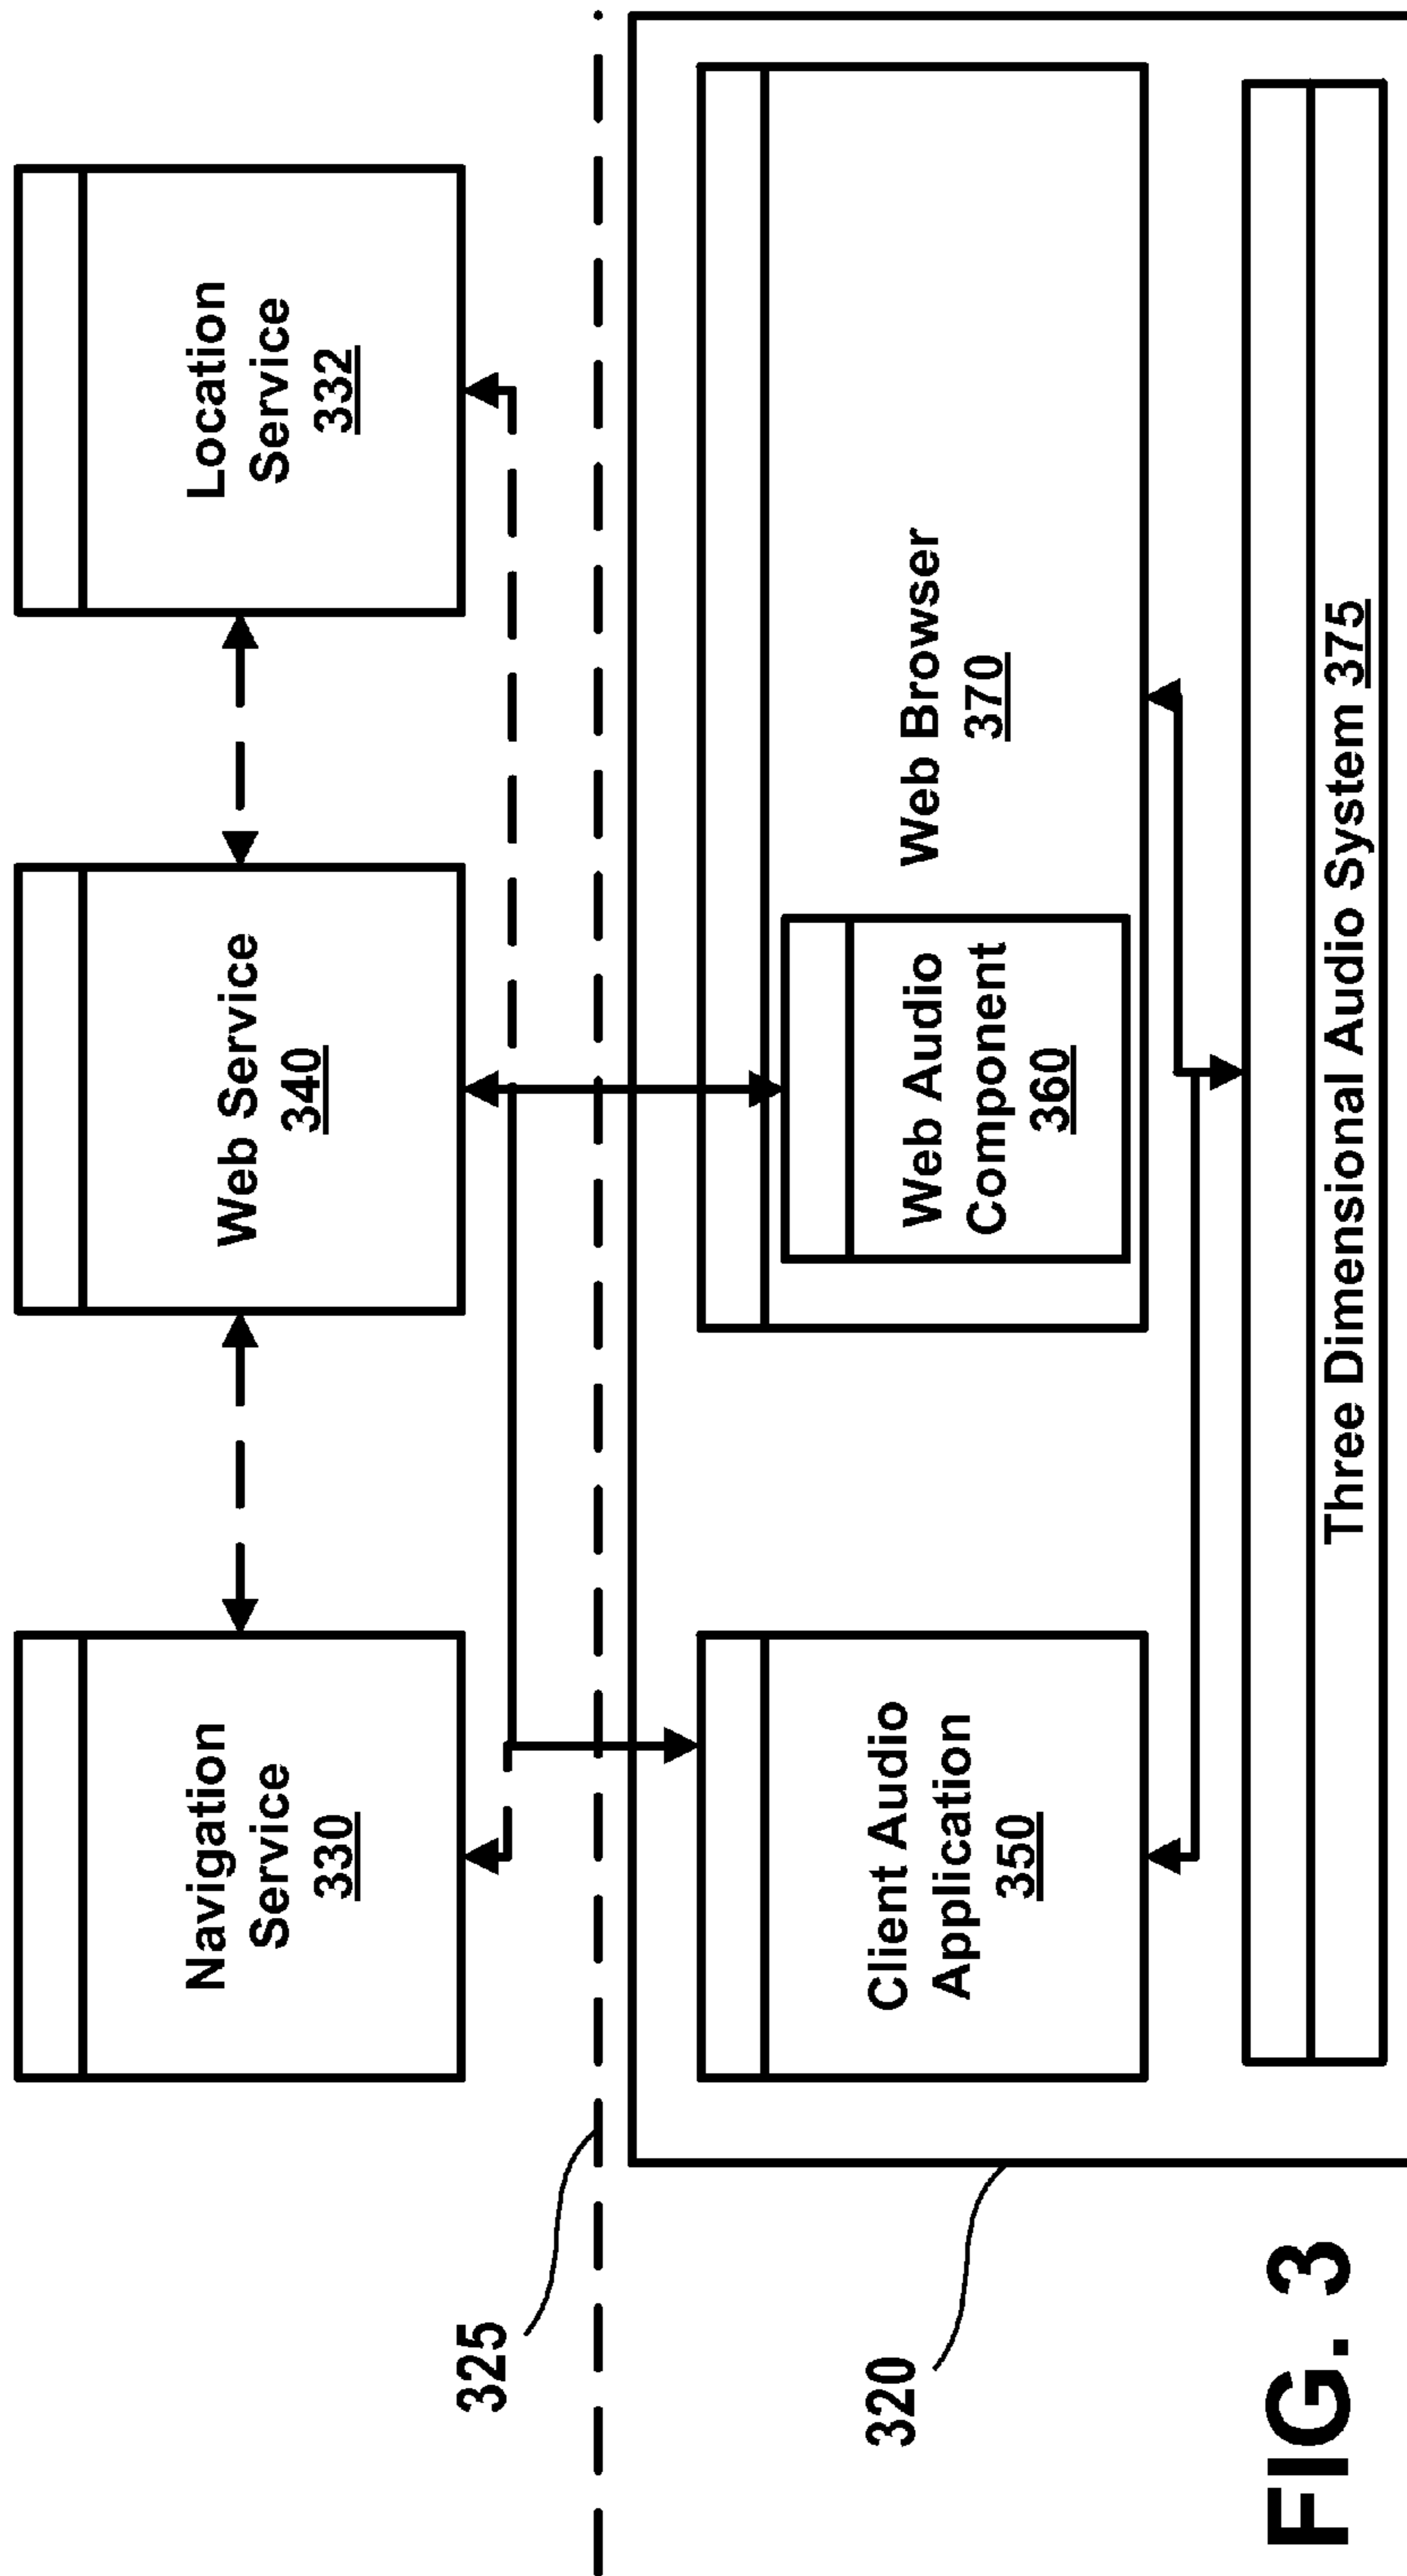 Navigation
Service
330
Web Service
340
Location
Service
332
325
Client Audio
Application
350
Web Audio
Component
360
Web Browser
370
320
Three Dimensional Audio System 375
FIG. 3